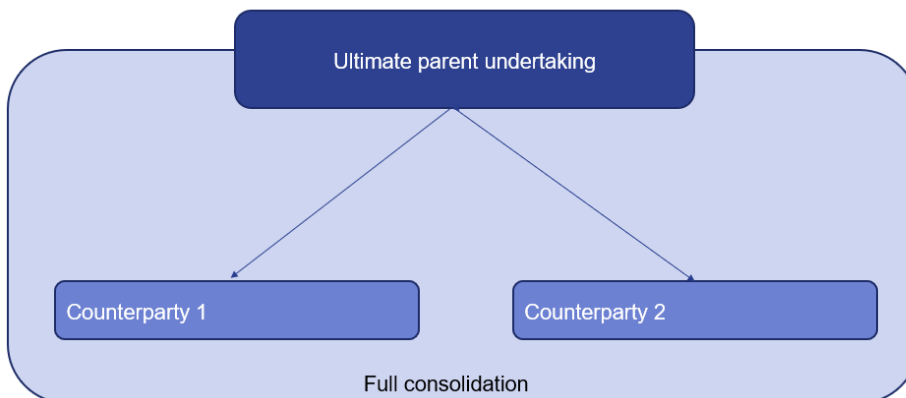 Ultimate parent undertaking
Counterparty 1
Counterparty 2
Full consolidation